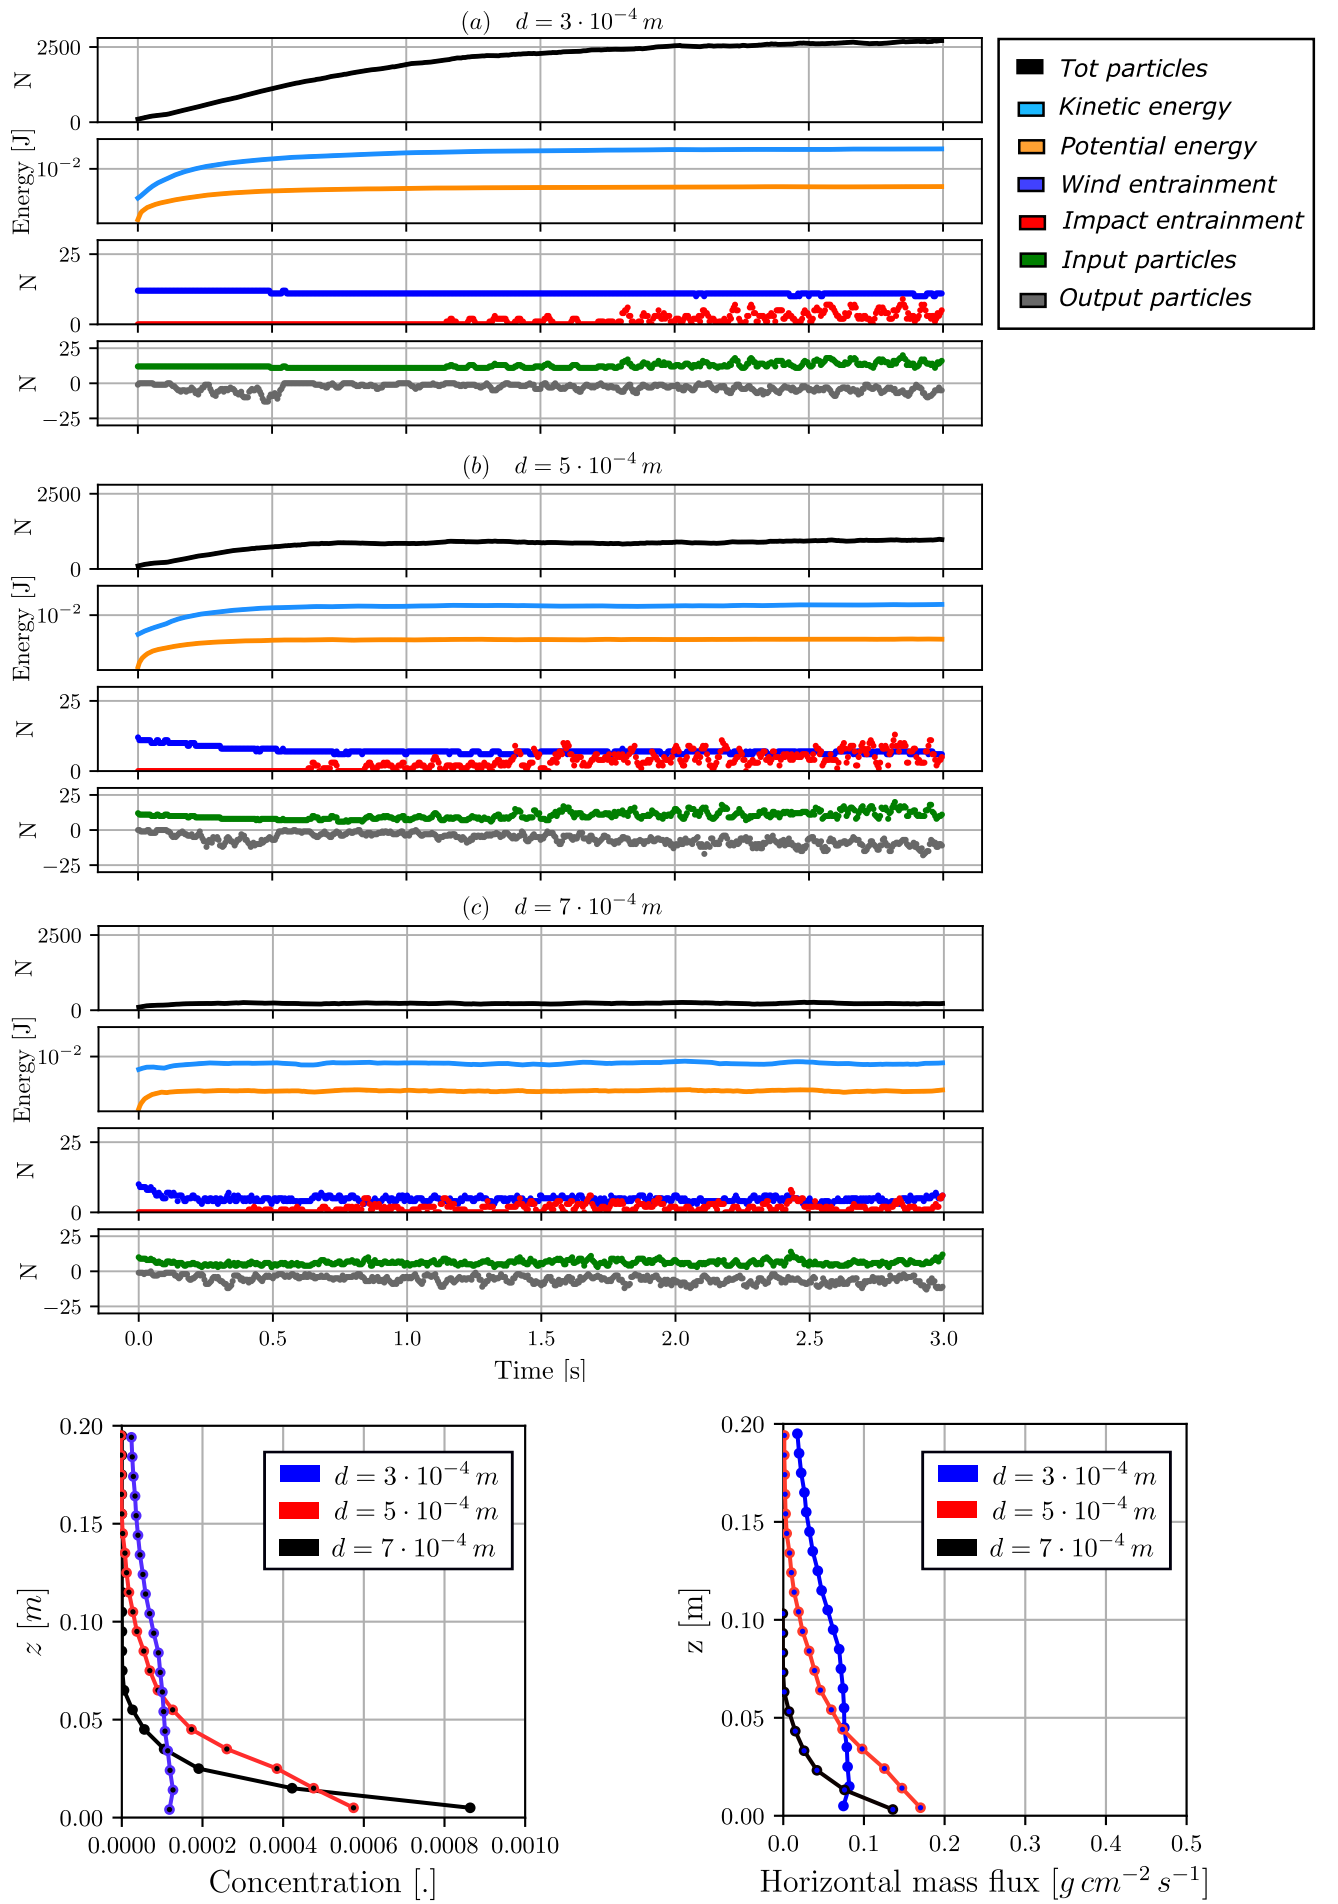 (a) d = 3 · 10⁻⁴ m
2500
0
N
10⁻²
Energy [J]
25
0
N
25
0
−25
N
Tot particles
Kinetic energy
Potential energy
Wind entrainment
Impact entrainment
Input particles
Output particles
(b) d = 5 · 10⁻⁴ m
2500
0
N
10⁻²
Energy [J]
25
0
N
25
0
−25
N
(c) d = 7 · 10⁻⁴ m
2500
0
N
10⁻²
Energy [J]
25
0
N
25
0
−25
N
0.0 0.5 1.0 1.5 2.0 2.5 3.0
Time [s]
0.20
0.15
0.10
0.05
0.00
z [m]
d = 3 · 10⁻⁴ m
d = 5 · 10⁻⁴ m
d = 7 · 10⁻⁴ m
0.0000 0.0002 0.0004 0.0006 0.0008 0.0010
Concentration [.]
0.20
0.15
0.10
0.05
0.00
z [m]
d = 3 · 10⁻⁴ m
d = 5 · 10⁻⁴ m
d = 7 · 10⁻⁴ m
0.0 0.1 0.2 0.3 0.4 0.5
Horizontal mass flux [g cm⁻² s⁻¹]